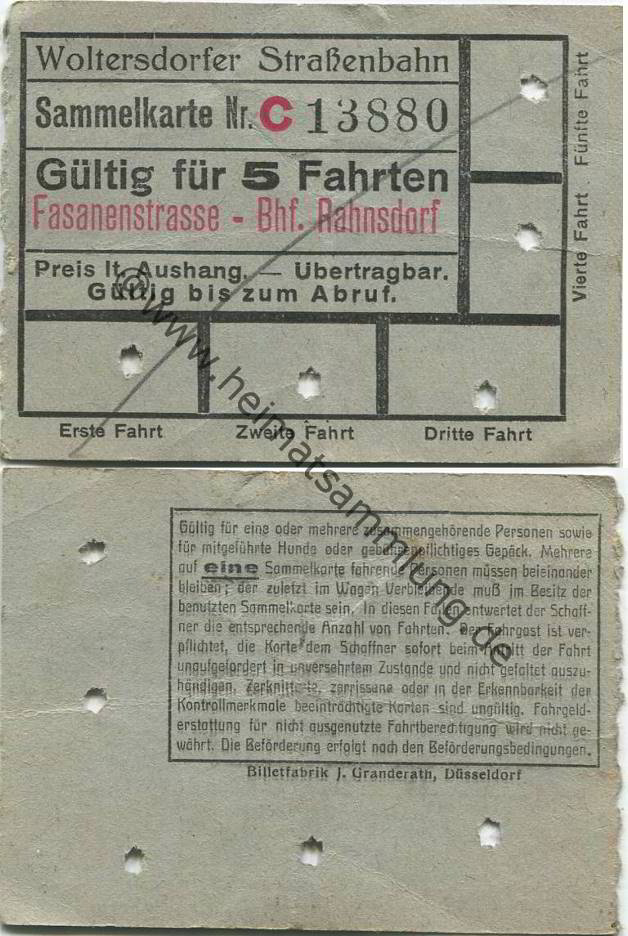 Woltersdorfer Straßenbahn
Sammelkarte Nr. C 13880
Gültig für 5 Fahrten
Fasanenstrasse - Bhf. Rahnsdorf
Preis lt. Aushang. — Übertragbar.
Gültig bis zum Abruf.
Erste Fahrt
Zweite Fahrt
Dritte Fahrt
Vierte Fahrt
Fünfte Fahrt
© www.heimatsammlung.de
Gültig für eine oder mehrere zusammengehörende Personen sowie
für mitgeführte Hunde oder gebührenpflichtiges Gepäck. Mehrere
auf eine Sammelkarte fahrende Personen müssen beieinander
bleiben; der zuletzt im Wagen Verbleibende muß im Besitz der
benutzten Sammelkarte sein. In diesen Fällen entwertet der Schaff-
ner die entsprechende Anzahl von Fahrten. Der Fahrgast ist ver-
pflichtet, die Karte dem Schaffner sofort beim Antritt der Fahrt
unaufgefordert in unversehrtem Zustande und nicht gefaltet auszu-
händigen. Zerknitterte, zerrissene oder in der Erkennbarkeit der
Kontrollmerkmale beeinträchtigte Karten sind ungültig. Fahrgeld-
erstattung für nicht ausgenutzte Fahrtberechtigung wird nicht ge-
währt. Die Beförderung erfolgt nach den Beförderungsbedingungen.
Billetfabrik J. Granderath, Düsseldorf